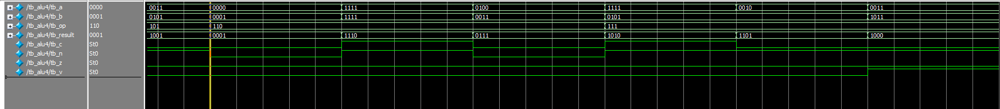 /tb_alu4/tb_a 0000 0011 0000 1111 0100 1111 0010 0011
/tb_alu4/tb_b 0001 0101 0001 1111 0011 0101 1011
/tb_alu4/tb_op 110 101 110 111
/tb_alu4/tb_result 0001 1001 0001 1110 0111 1010 1101 1000
/tb_alu4/tb_c St0
/tb_alu4/tb_n St0
/tb_alu4/tb_z St0
/tb_alu4/tb_v St0